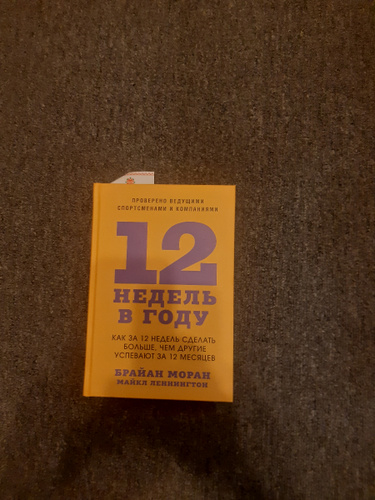 ПРОВЕРЕНО ВЕДУЩИМИ
СПОРТСМЕНАМИ И КОМПАНИЯМИ
12
НЕДЕЛЬ
В ГОДУ
КАК ЗА 12 НЕДЕЛЬ СДЕЛАТЬ
БОЛЬШЕ, ЧЕМ ДРУГИЕ
УСПЕВАЮТ ЗА 12 МЕСЯЦЕВ
БРАЙАН МОРАН
МАЙКЛ ЛЕННИНГТОН